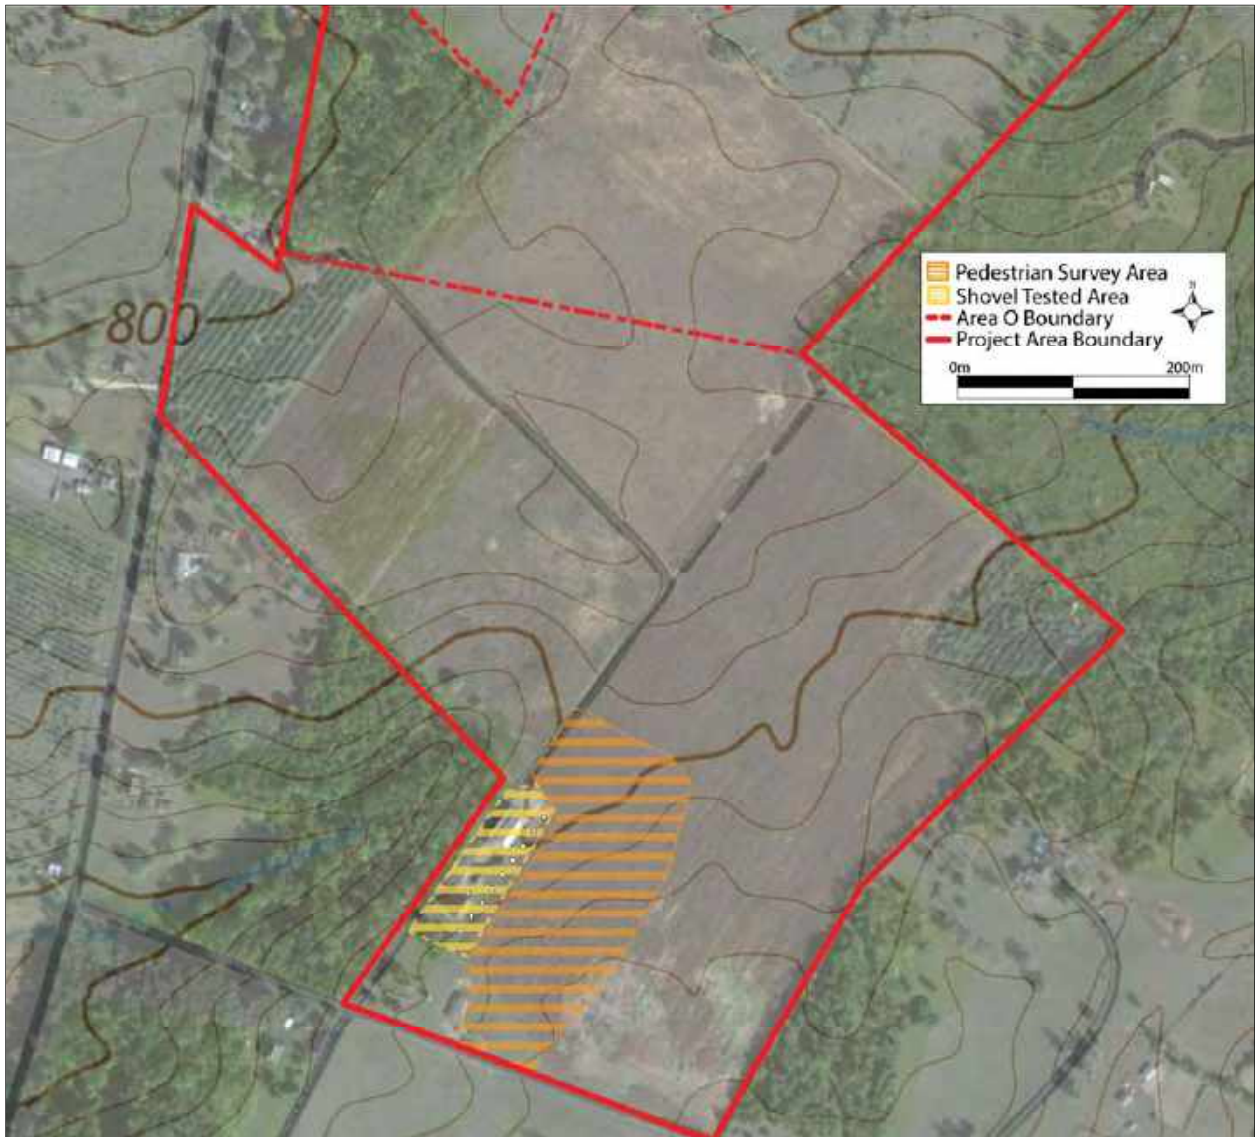 800
Pedestrian Survey Area
Shovel Tested Area
N
Area O Boundary
Project Area Boundary
0m 200m